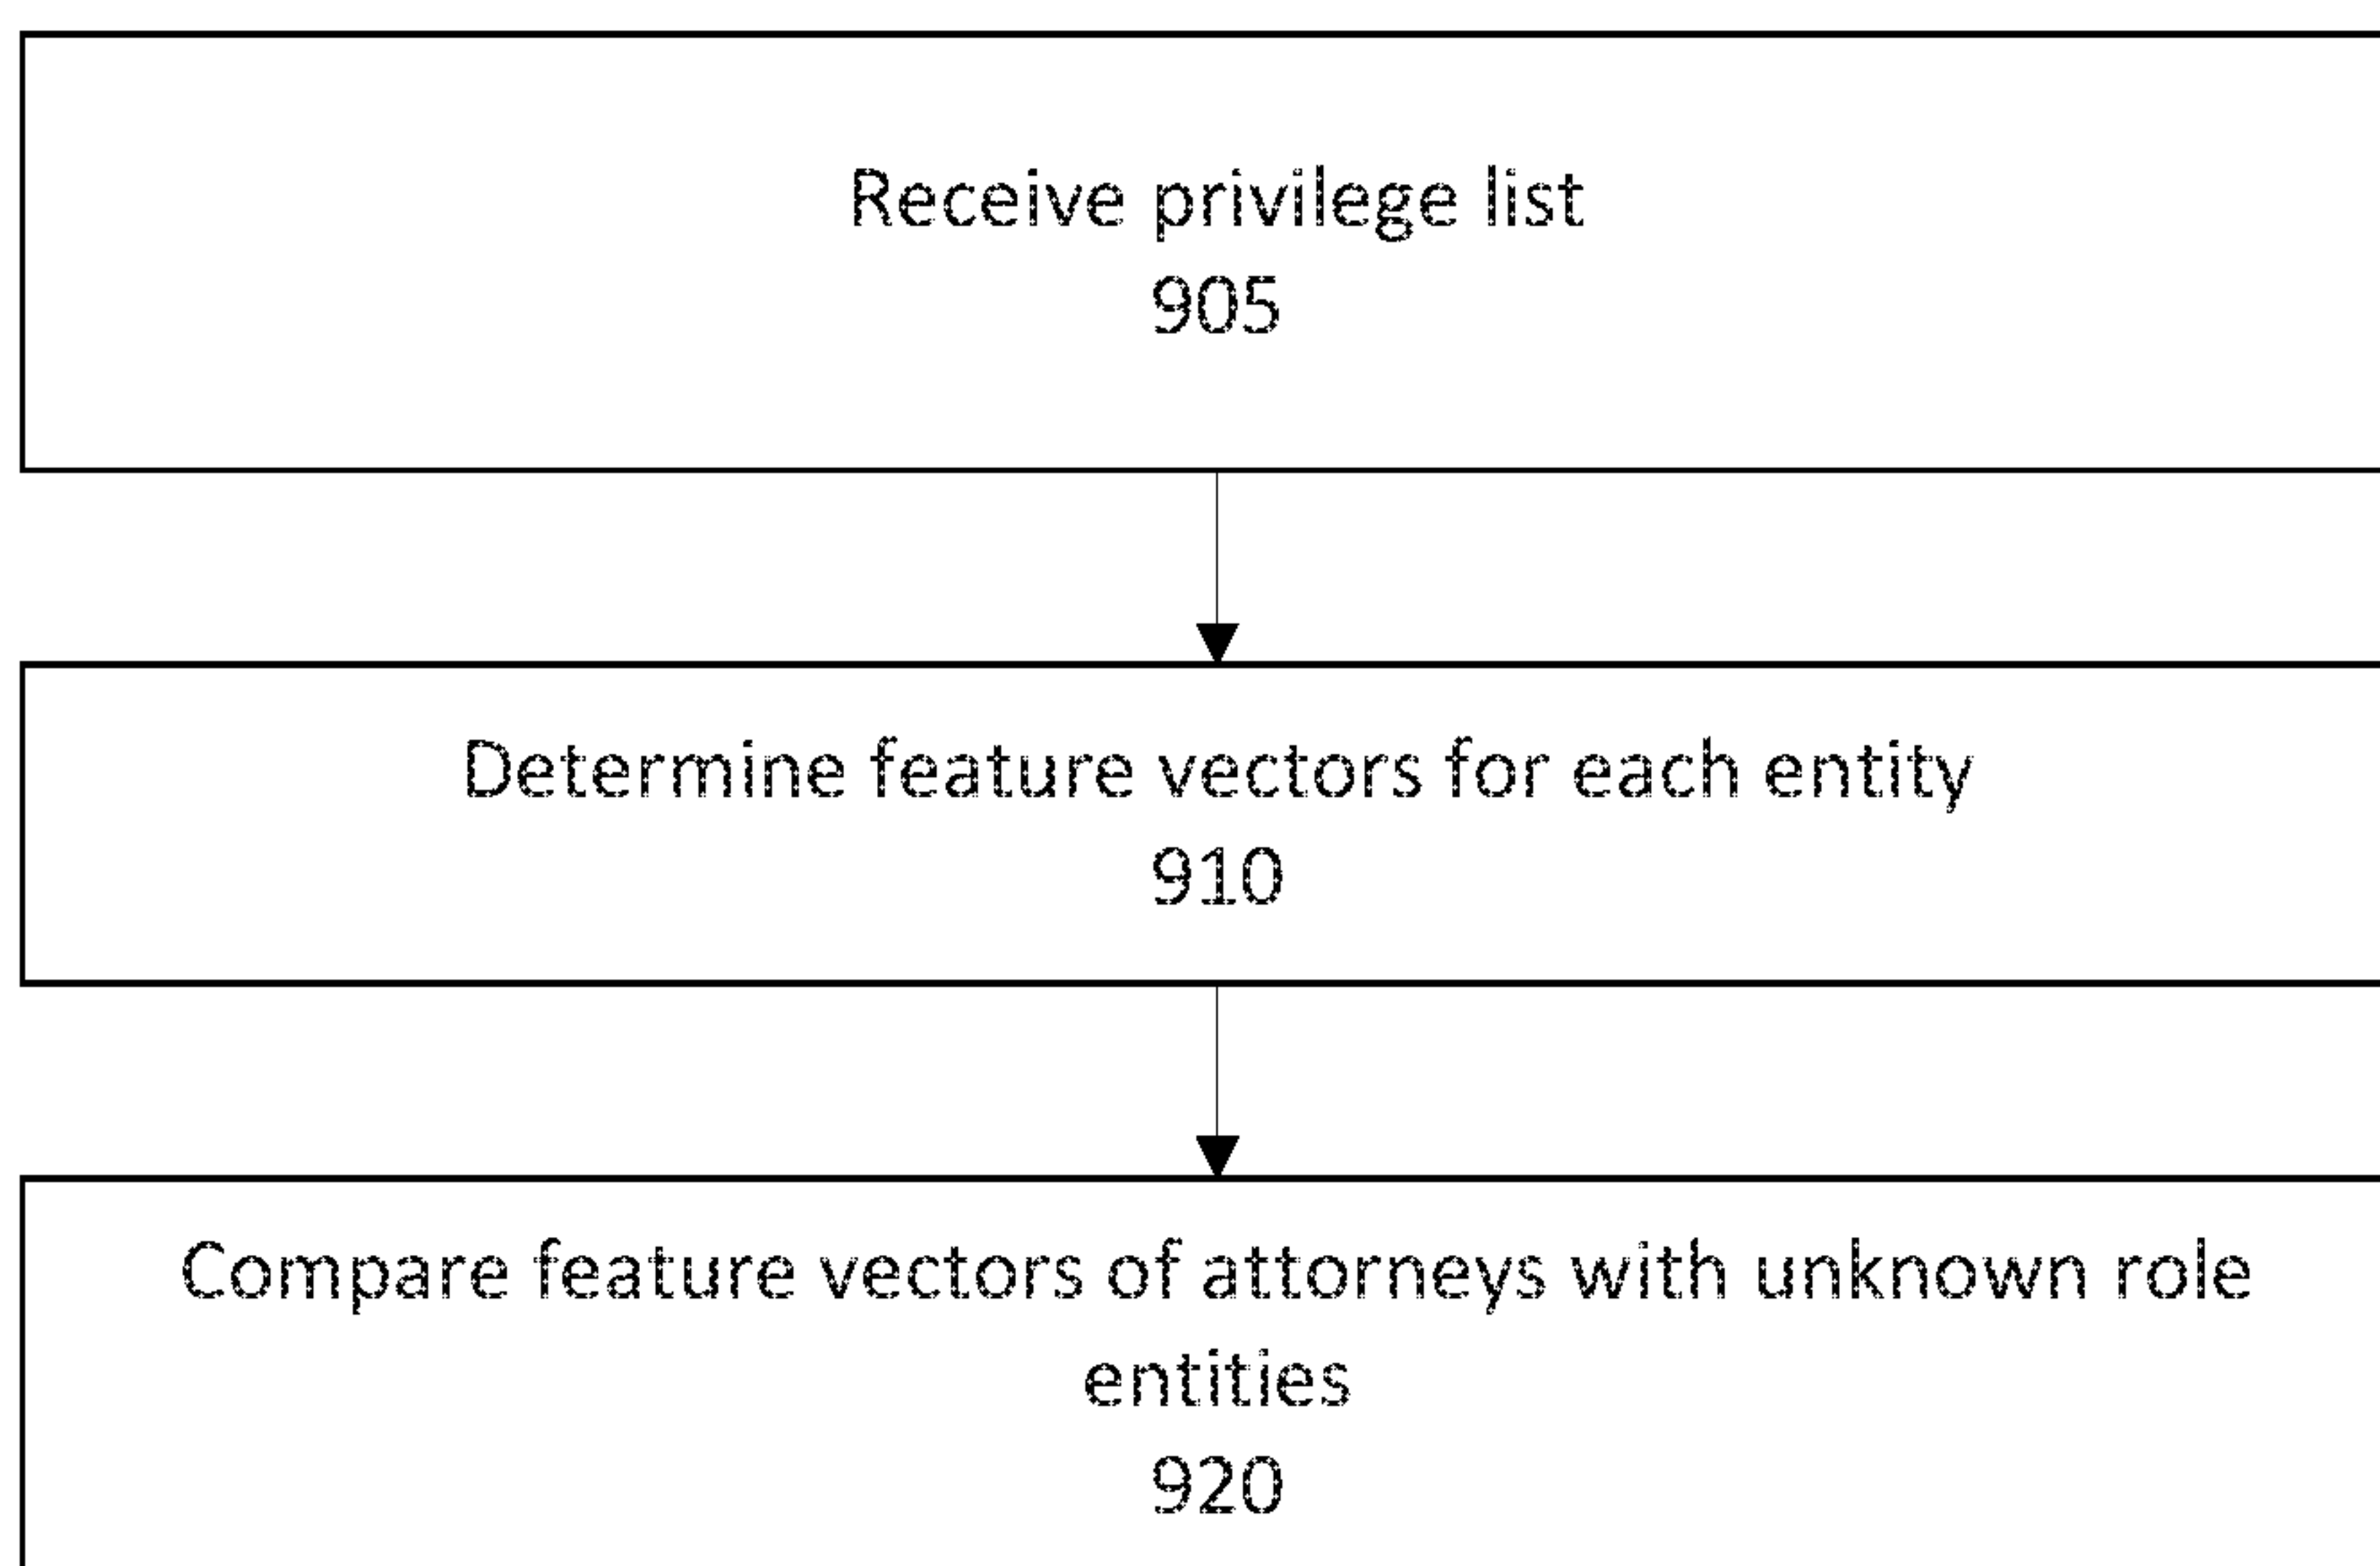 Receive privilege list
905
Determine feature vectors for each entity
910
Compare feature vectors of attorneys with unknown role
entities
920